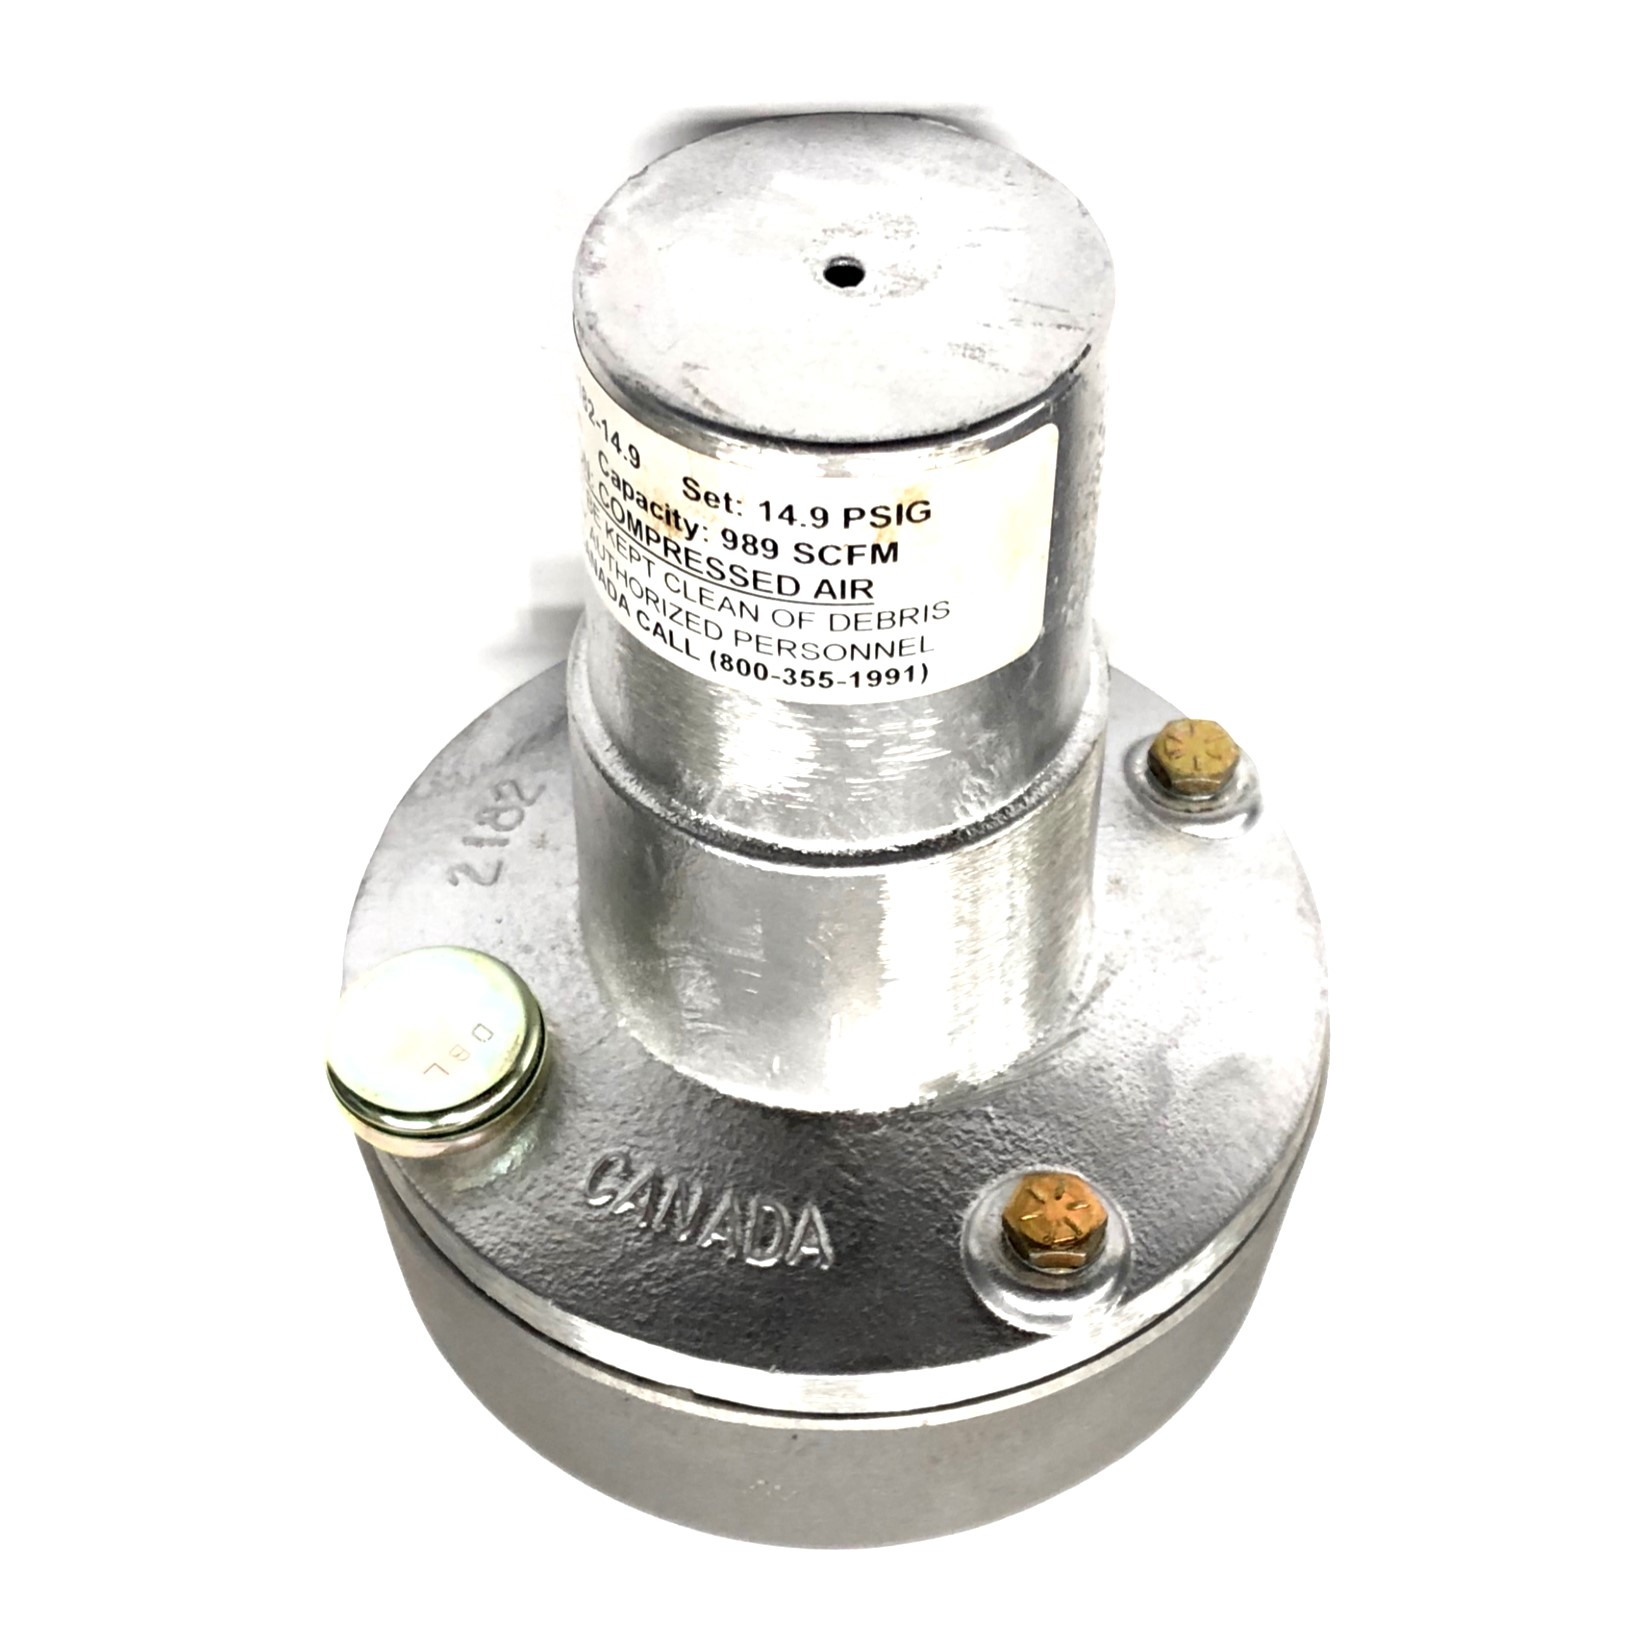 82-14.9 Set: 14.9 PSIG
Capacity: 989 SCFM
COMPRESSED AIR
BE KEPT CLEAN OF DEBRIS
AUTHORIZED PERSONNEL
CALL (800-355-1991)
2182
DBL
CANADA